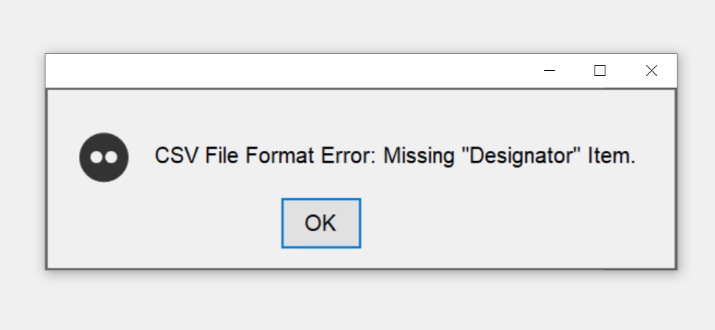 CSV File Format Error: Missing "Designator" Item.
OK